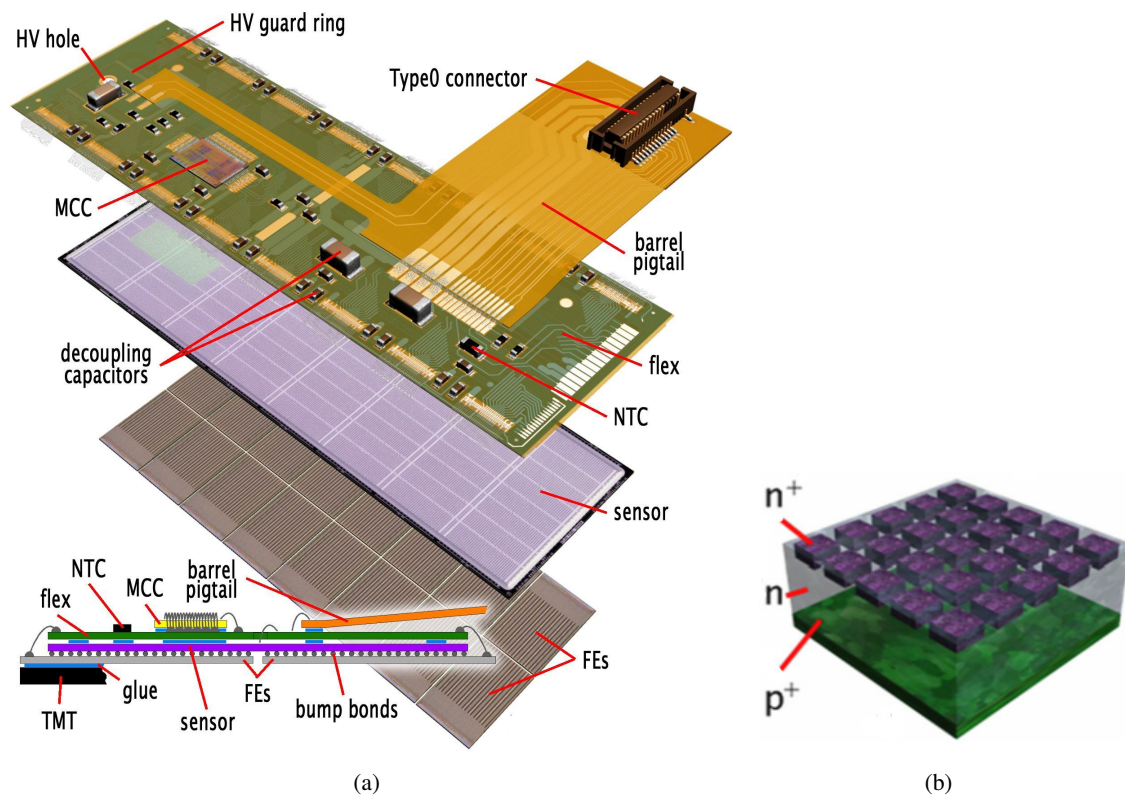 HV guard ring
HV hole
Type0 connector
MCC
barrel
pigtail
decoupling
capacitors
flex
NTC
sensor
n⁺
n
p⁺
NTC
MCC
barrel
pigtail
flex
FEs
glue
FEs
bump bonds
sensor
TMT
(a)
(b)